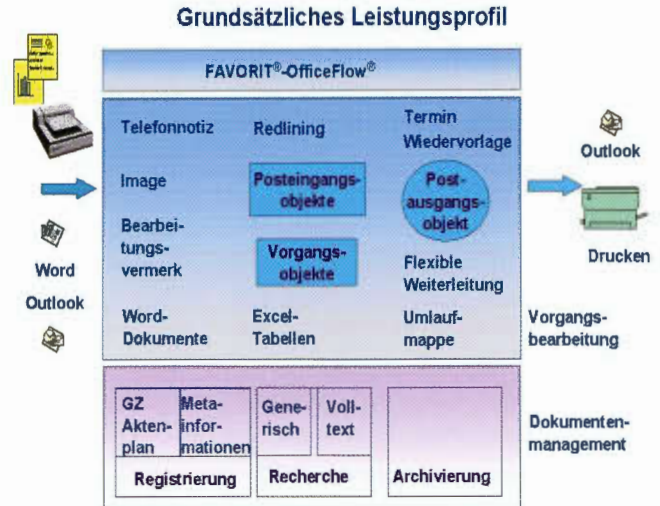 Grundsätzliches Leistungsprofil
FAVORIT®-OfficeFlow®
Telefonnotiz
Redlining
Termin
Wiedervorlage
Image
Posteingangs-
objekte
Post-
ausgangs-
objekt
Bearbei-
tungs-
vermerk
Vorgangs-
objekte
Flexible
Weiterleitung
Word-
Dokumente
Excel-
Tabellen
Umlauf-
mappe
Word
Outlook
Outlook
Drucken
Vorgangs-
bearbeitung
GZ
Akten-
plan
Meta-
infor-
mationen
Registrierung
Gene-
risch
Voll-
text
Recherche
Archivierung
Dokumenten-
management